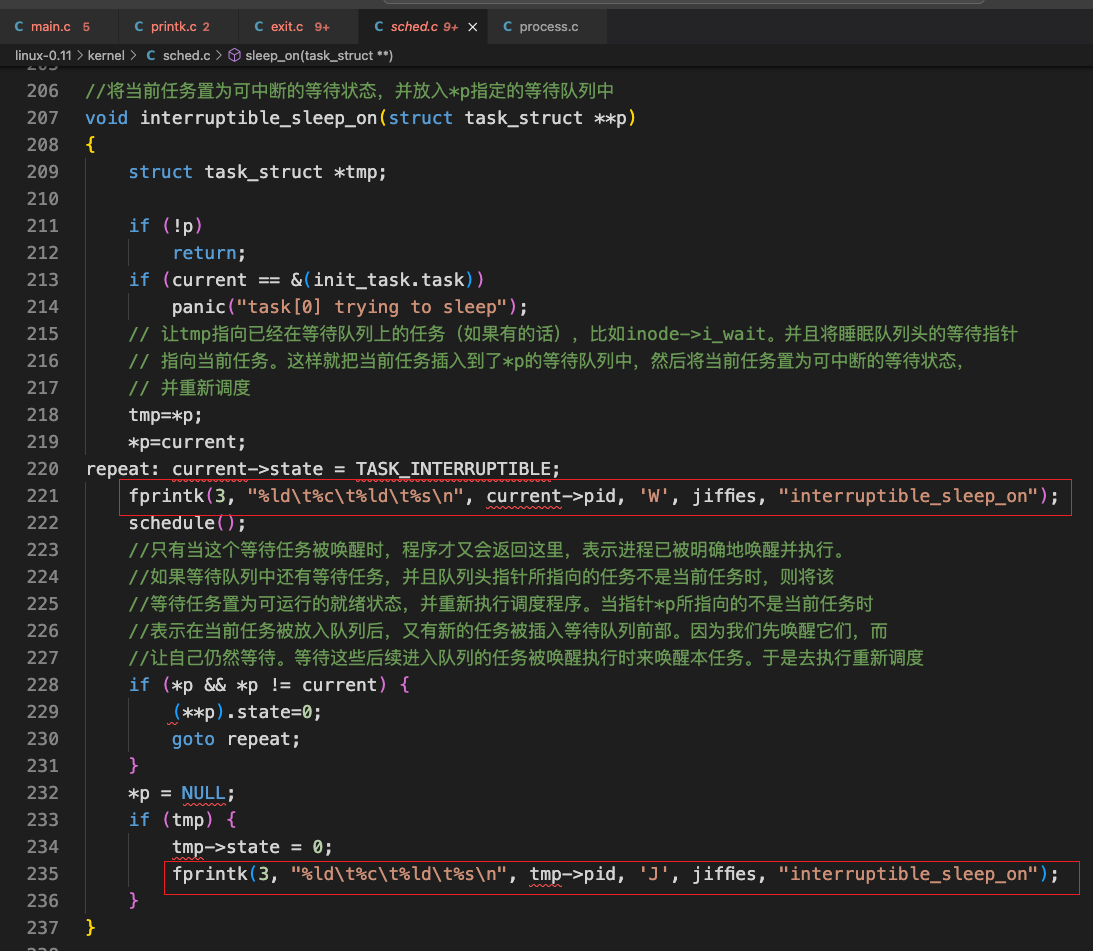 main.c 5 printk.c 2 exit.c 9+ sched.c 9+ process.c
linux-0.11 > kernel > C sched.c > sleep_on(task_struct **)
206 //将当前任务置为可中断的等待状态，并放入*p指定的等待队列中
207 void interruptible_sleep_on(struct task_struct **p)
208 {
209 struct task_struct *tmp;
210
211 if (!p)
212 return;
213 if (current == &(init_task.task))
214 panic("task[0] trying to sleep");
215 // 让tmp指向已经在等待队列上的任务（如果有的话），比如inode->i_wait。并且将睡眠队列头的等待指针
216 // 指向当前任务。这样就把当前任务插入到了*p的等待队列中，然后将当前任务置为可中断的等待状态，
217 // 并重新调度
218 tmp=*p;
219 *p=current;
220 repeat: current->state = TASK_INTERRUPTIBLE;
221 fprintk(3, "%ld\t%c\t%ld\t%s\n", current->pid, 'W', jiffies, "interruptible_sleep_on");
222 schedule();
223 //只有当这个等待任务被唤醒时，程序才又会返回这里，表示进程已被明确地唤醒并执行。
224 //如果等待队列中还有等待任务，并且队列头指针所指向的任务不是当前任务时，则将该
225 //等待任务置为可运行的就绪状态，并重新执行调度程序。当指针*p所指向的不是当前任务时
226 //表示在当前任务被放入队列后，又有新的任务被插入等待队列前部。因为我们先唤醒它们，而
227 //让自己仍然等待。等待这些后续进入队列的任务被唤醒执行时来唤醒本任务。于是去执行重新调度
228 if (*p && *p != current) {
229 (**p).state=0;
230 goto repeat;
231 }
232 *p = NULL;
233 if (tmp) {
234 tmp->state = 0;
235 fprintk(3, "%ld\t%c\t%ld\t%s\n", tmp->pid, 'J', jiffies, "interruptible_sleep_on");
236 }
237 }